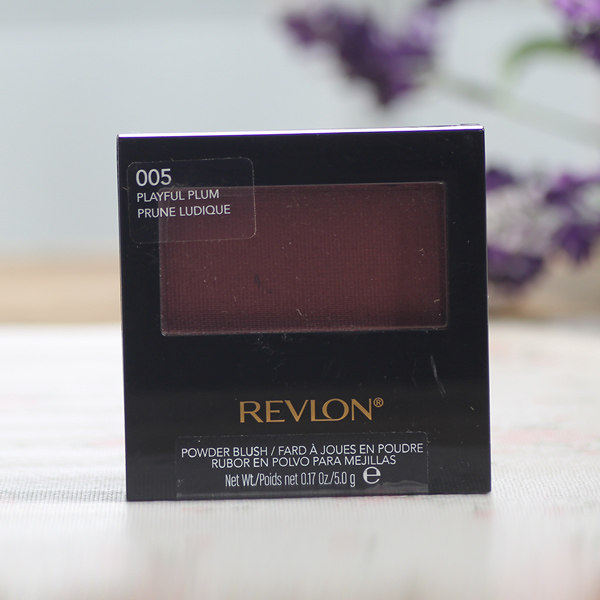 005
PLAYFUL PLUM
PRUNE LUDIQUE
REVLON®
POWDER BLUSH / FARD À JOUES EN POUDRE
RUBOR EN POLVO PARA MEJILLAS
Net Wt./Poids net 0.17 Oz/5.0 g ℮